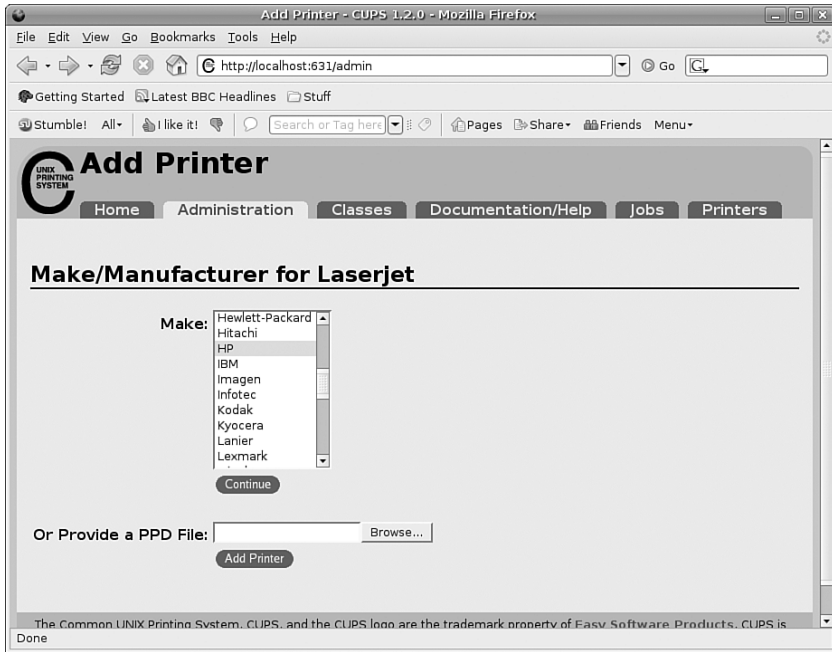 Add Printer - CUPS 1.2.0 - Mozilla Firefox
File Edit View Go Bookmarks Tools Help
http://localhost:631/admin Go G
Getting Started Latest BBC Headlines Stuff
Stumble! All I like it! Search or Tag here Pages Share Friends Menu
UNIX PRINTING SYSTEM
Add Printer
Home Administration Classes Documentation/Help Jobs Printers
Make/Manufacturer for Laserjet
Make:
Hewlett-Packard
Hitachi
HP
IBM
Imagen
Infotec
Kodak
Kyocera
Lanier
Lexmark
Continue
Or Provide a PPD File: Browse...
Add Printer
The Common UNIX Printing System, CUPS, and the CUPS logo are the trademark property of Easy Software Products. CUPS is
Done